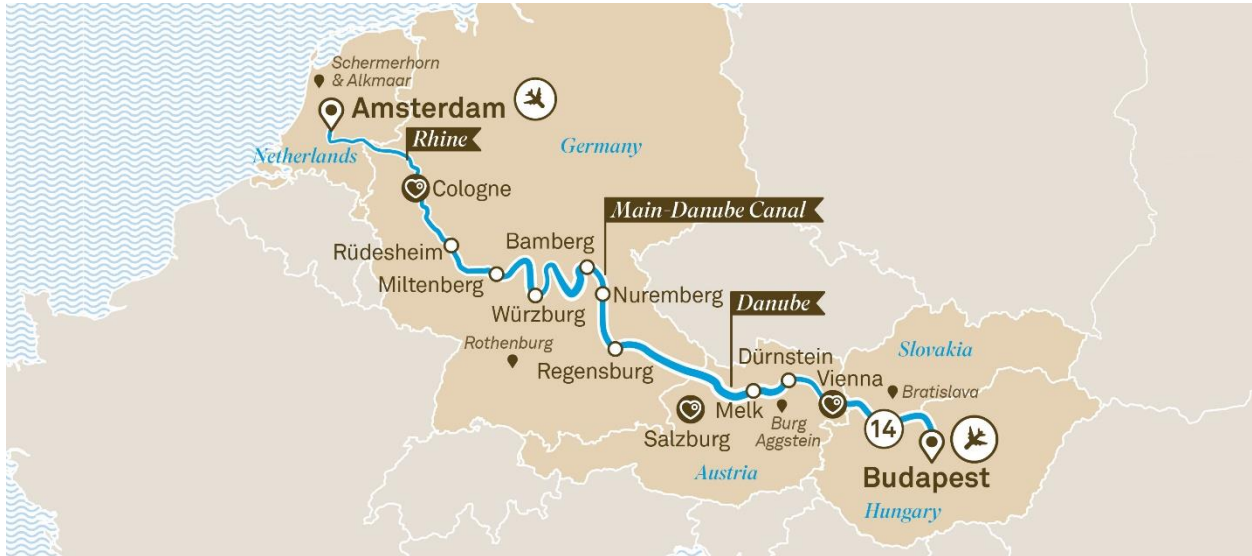 Schermerhorn
& Alkmaar
Amsterdam
Netherlands
Rhine
Germany
Cologne
Rüdesheim
Miltenberg
Bamberg
Main-Danube Canal
Würzburg
Nuremberg
Rothenburg
Regensburg
Danube
Dürnstein
Vienna
Slovakia
Bratislava
Melk
Salzburg
Burg
Aggstein
14
Austria
Budapest
Hungary